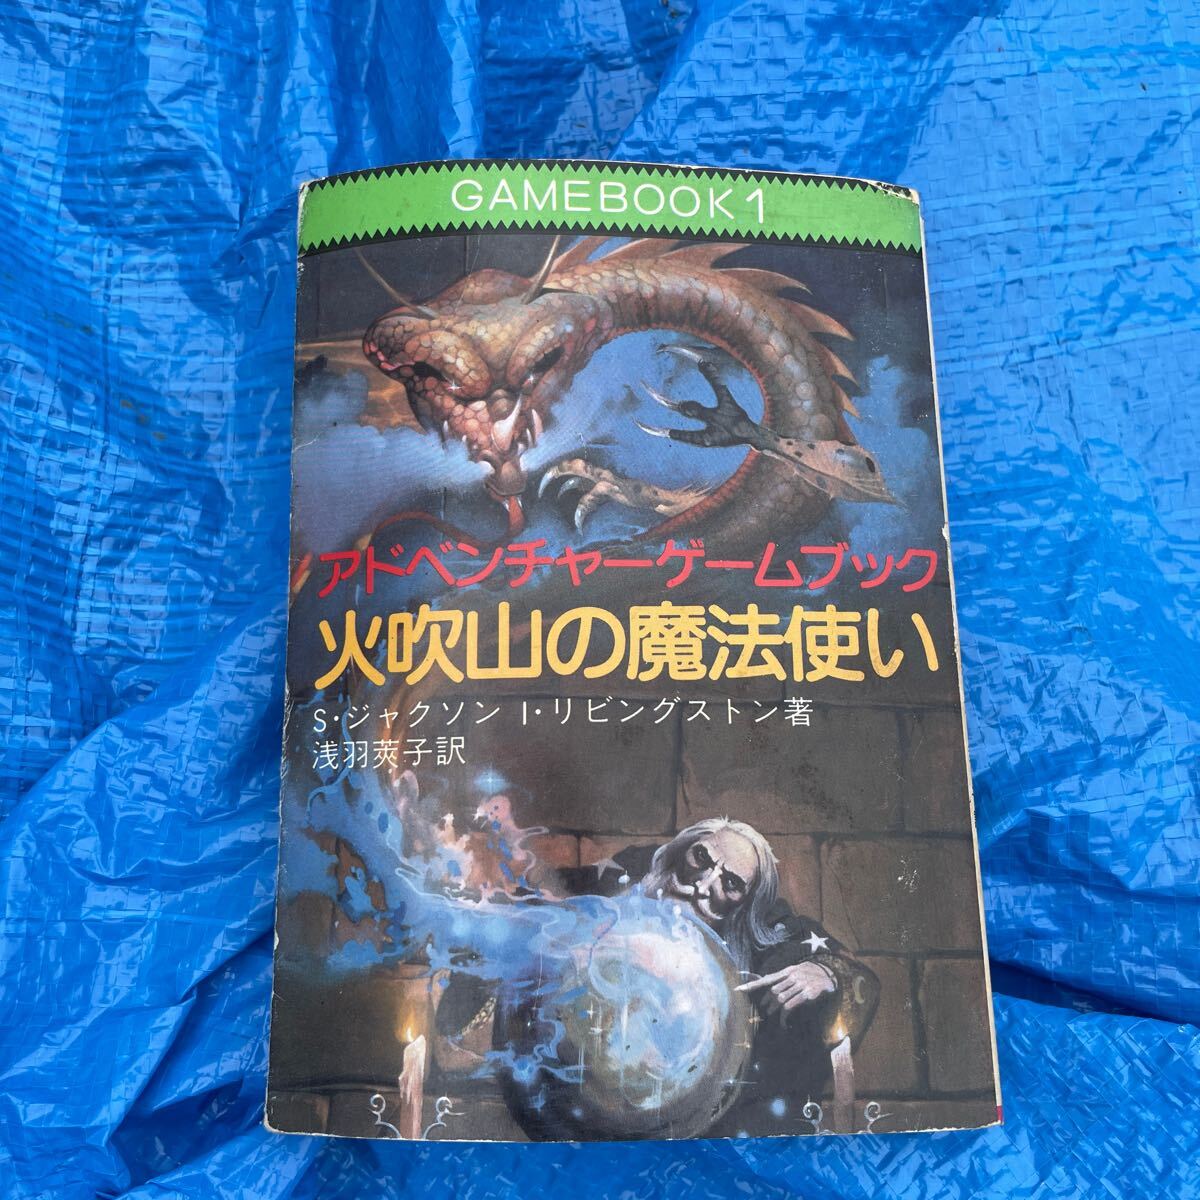 GAMEBOOK 1
アドベンチャーゲームブック
火吹山の魔法使い
S・ジャクソン I・リビングストン著
浅羽莢子訳